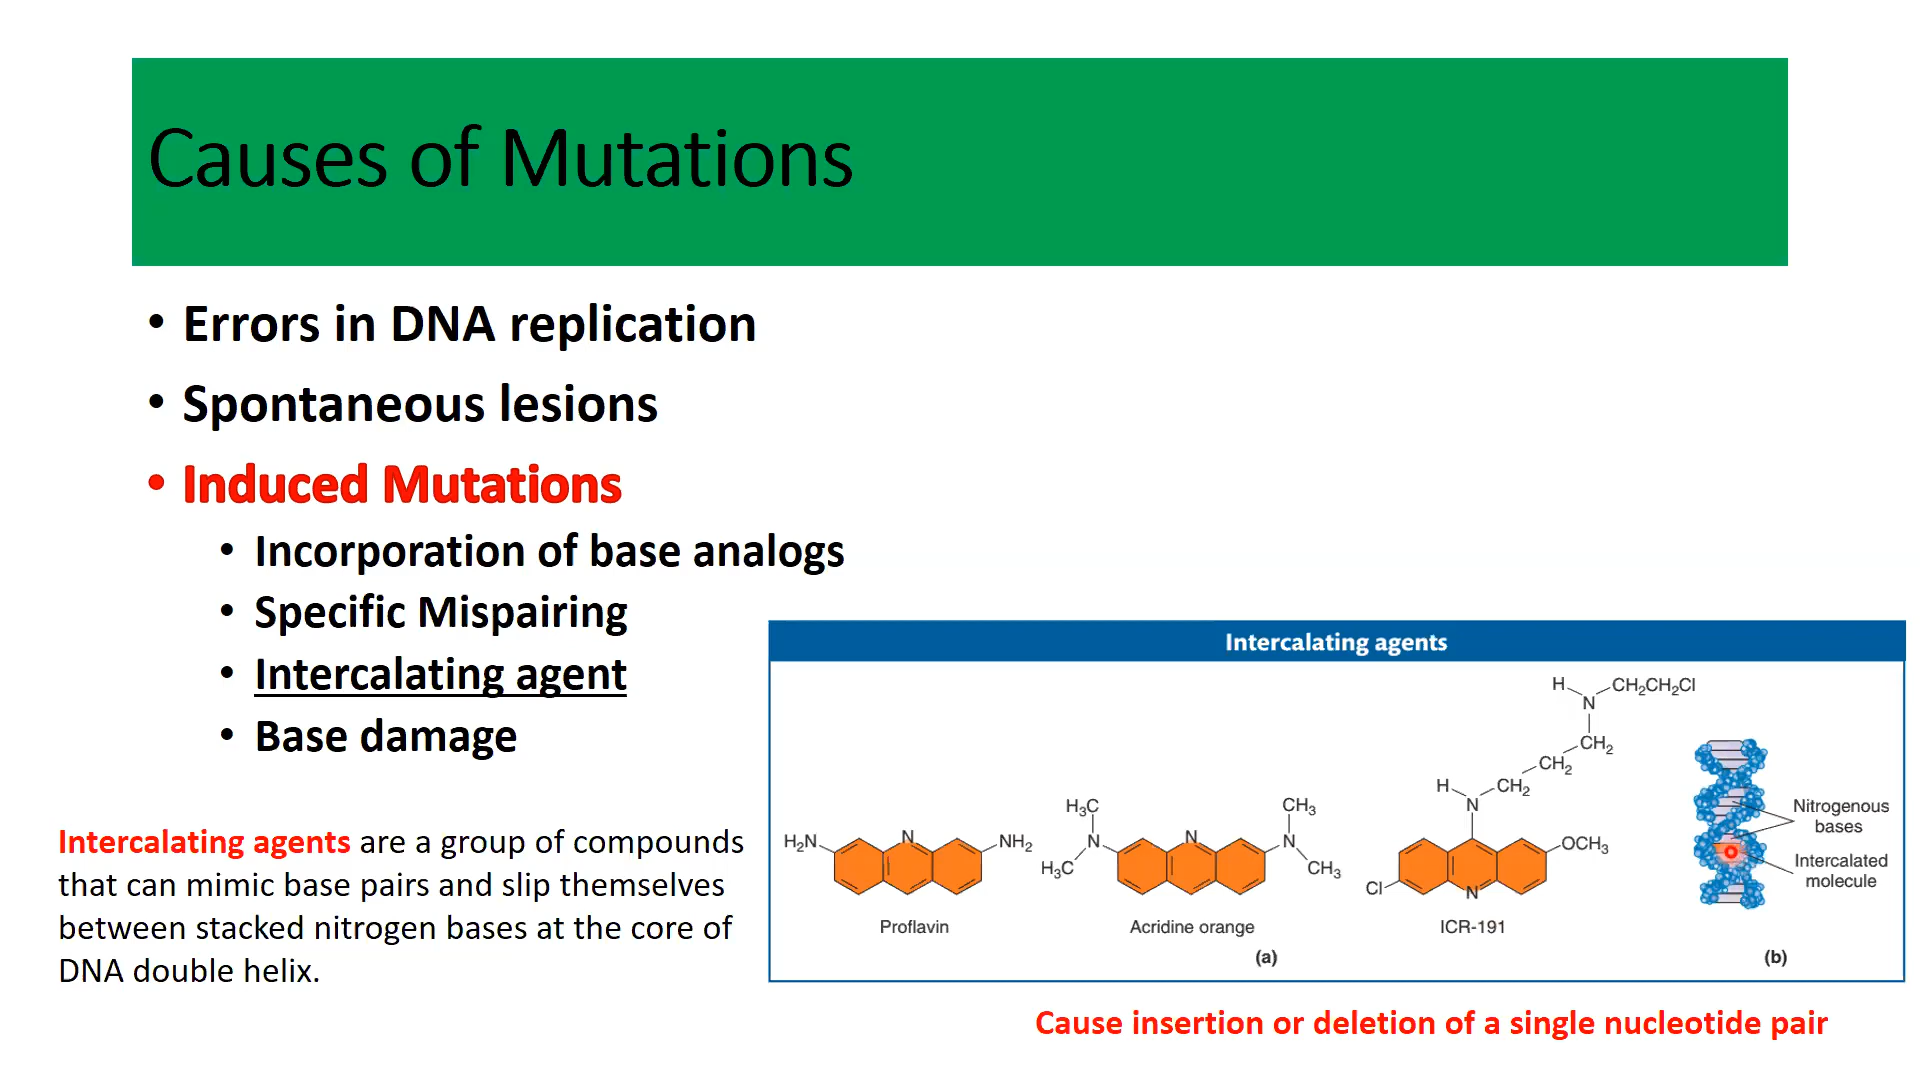 Causes of Mutations
• Errors in DNA replication
• Spontaneous lesions
• Induced Mutations
• Incorporation of base analogs
• Specific Mispairing
• Intercalating agent
• Base damage
Intercalating agents are a group of compounds
that can mimic base pairs and slip themselves
between stacked nitrogen bases at the core of
DNA double helix.
Intercalating agents
H₂N N NH₂
Proflavin
H₃C CH₃
N N N
H₃C CH₃
Acridine orange
H CH₂CH₂Cl
N
CH₂
CH₂
H CH₂
N
OCH₃
Cl N
ICR-191
(a)
Nitrogenous
bases
Intercalated
molecule
(b)
Cause insertion or deletion of a single nucleotide pair